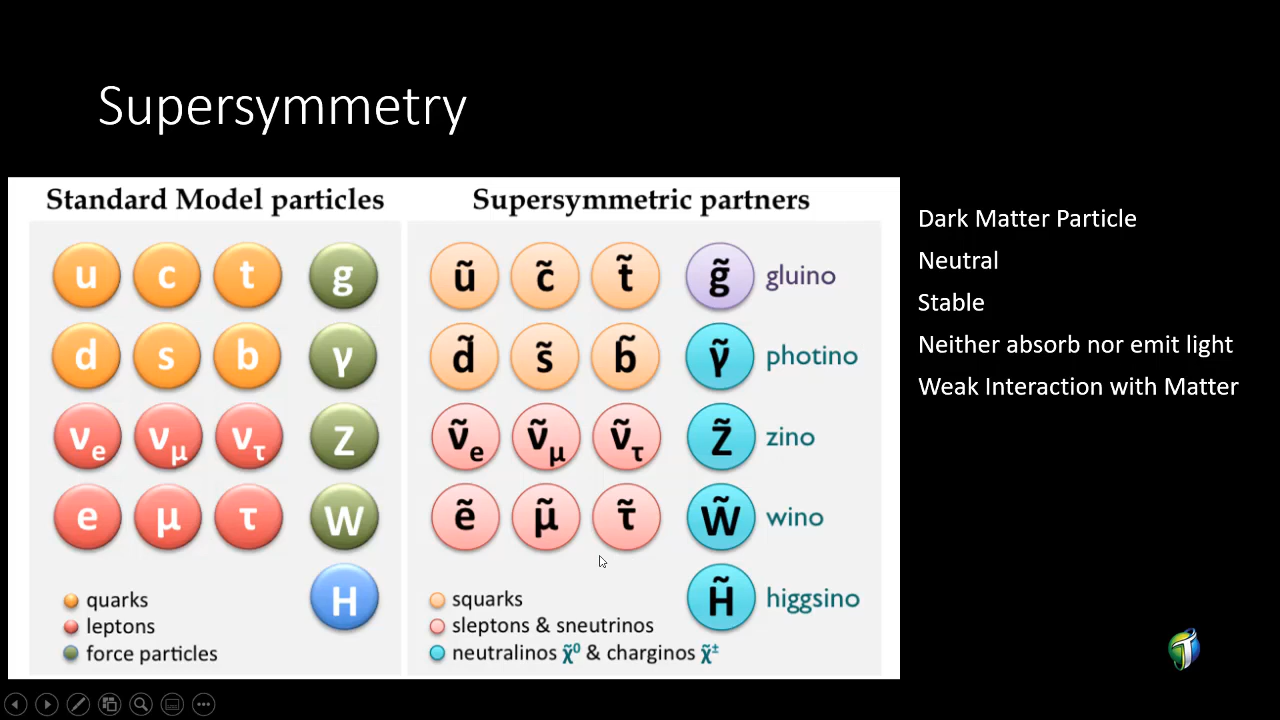 Supersymmetry
Standard Model particles
u c t g
d s b γ
νe νμ ντ Z
e μ τ W
H
quarks
leptons
force particles
Supersymmetric partners
ũ c̃ t̃ g̃ gluino
d̃ s̃ b̃ γ̃ photino
ν̃e ν̃μ ν̃τ Z̃ zino
ẽ μ̃ τ̃ W̃ wino
H̃ higgsino
squarks
sleptons & sneutrinos
neutralinos χ̃⁰ & charginos χ̃±
Dark Matter Particle
Neutral
Stable
Neither absorb nor emit light
Weak Interaction with Matter